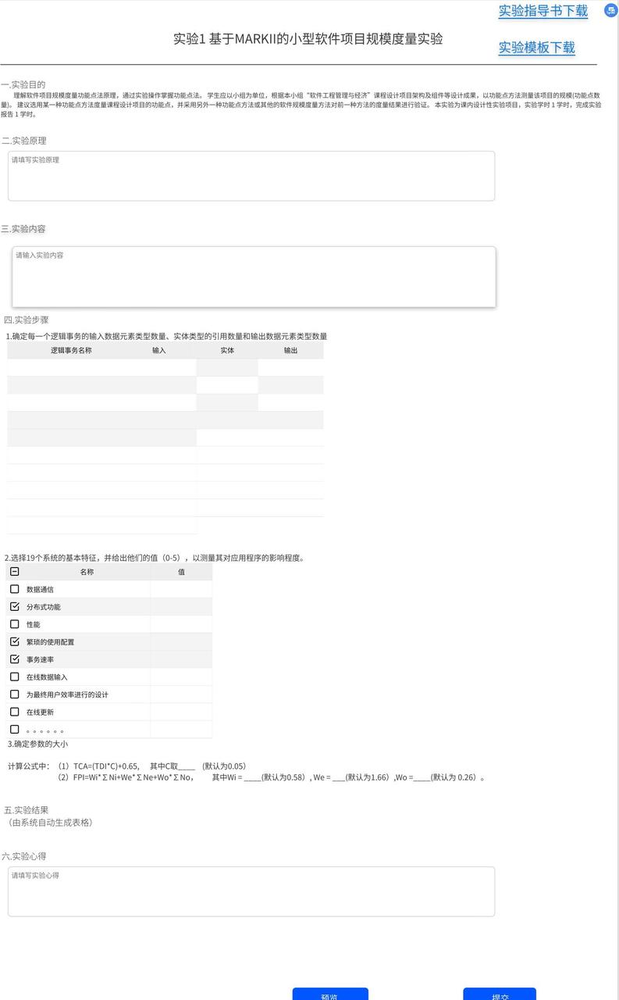 实验指导书下载
实验1 基于MARKII的小型软件项目规模度量实验
实验模板下载
一.实验目的
理解软件项目规模度量功能点法原理，通过实验操作掌握功能点法。 学生应以小组为单位，根据本小组“软件工程管理与经济”课程设计项目架构及组件等设计成果，以功能点方法测量该项目的规模(功能点数
量)。 建议选用某一种功能点方法度量课程设计项目的功能点，并采用另外一种功能点方法或其他的软件规模度量方法对前一种方法的度量结果进行验证。 本实验为课内设计性实验项目，实验学时 1 学时，完成实验
报告 1 学时。
二.实验原理
请填写实验原理
三.实验内容
请输入实验内容
四.实验步骤
1.确定每一个逻辑事务的输入数据元素类型数量、实体类型的引用数量和输出数据元素类型数量
逻辑事务名称 输入 实体 输出
2.选择19个系统的基本特征，并给出他们的值（0-5），以测量其对应用程序的影响程度。
名称 值
数据通信
分布式功能
性能
繁琐的使用配置
事务速率
在线数据输入
为最终用户效率进行的设计
在线更新
。。。。。。
3.确定参数的大小
计算公式中：（1）TCA=(TDI*C)+0.65, 其中C取____ (默认为0.05）
（2）FPI=Wi*ΣNi+We*ΣNe+Wo*ΣNo， 其中Wi = ____(默认为0.58）, We = ___(默认为1.66）,Wo =____(默认为 0.26）。
五.实验结果
（由系统自动生成表格）
六.实验心得
请填写实验心得
预览 提交